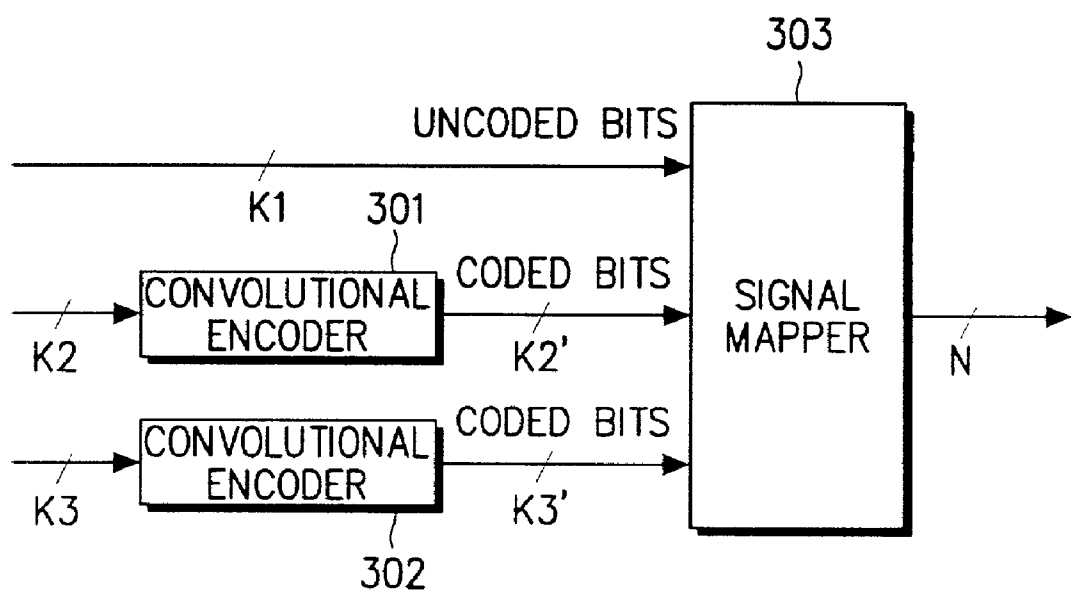 303
UNCODED BITS
K1
301
CONVOLUTIONAL
ENCODER
CODED BITS
K2
K2'
SIGNAL
MAPPER
N
CONVOLUTIONAL
ENCODER
CODED BITS
K3
K3'
302